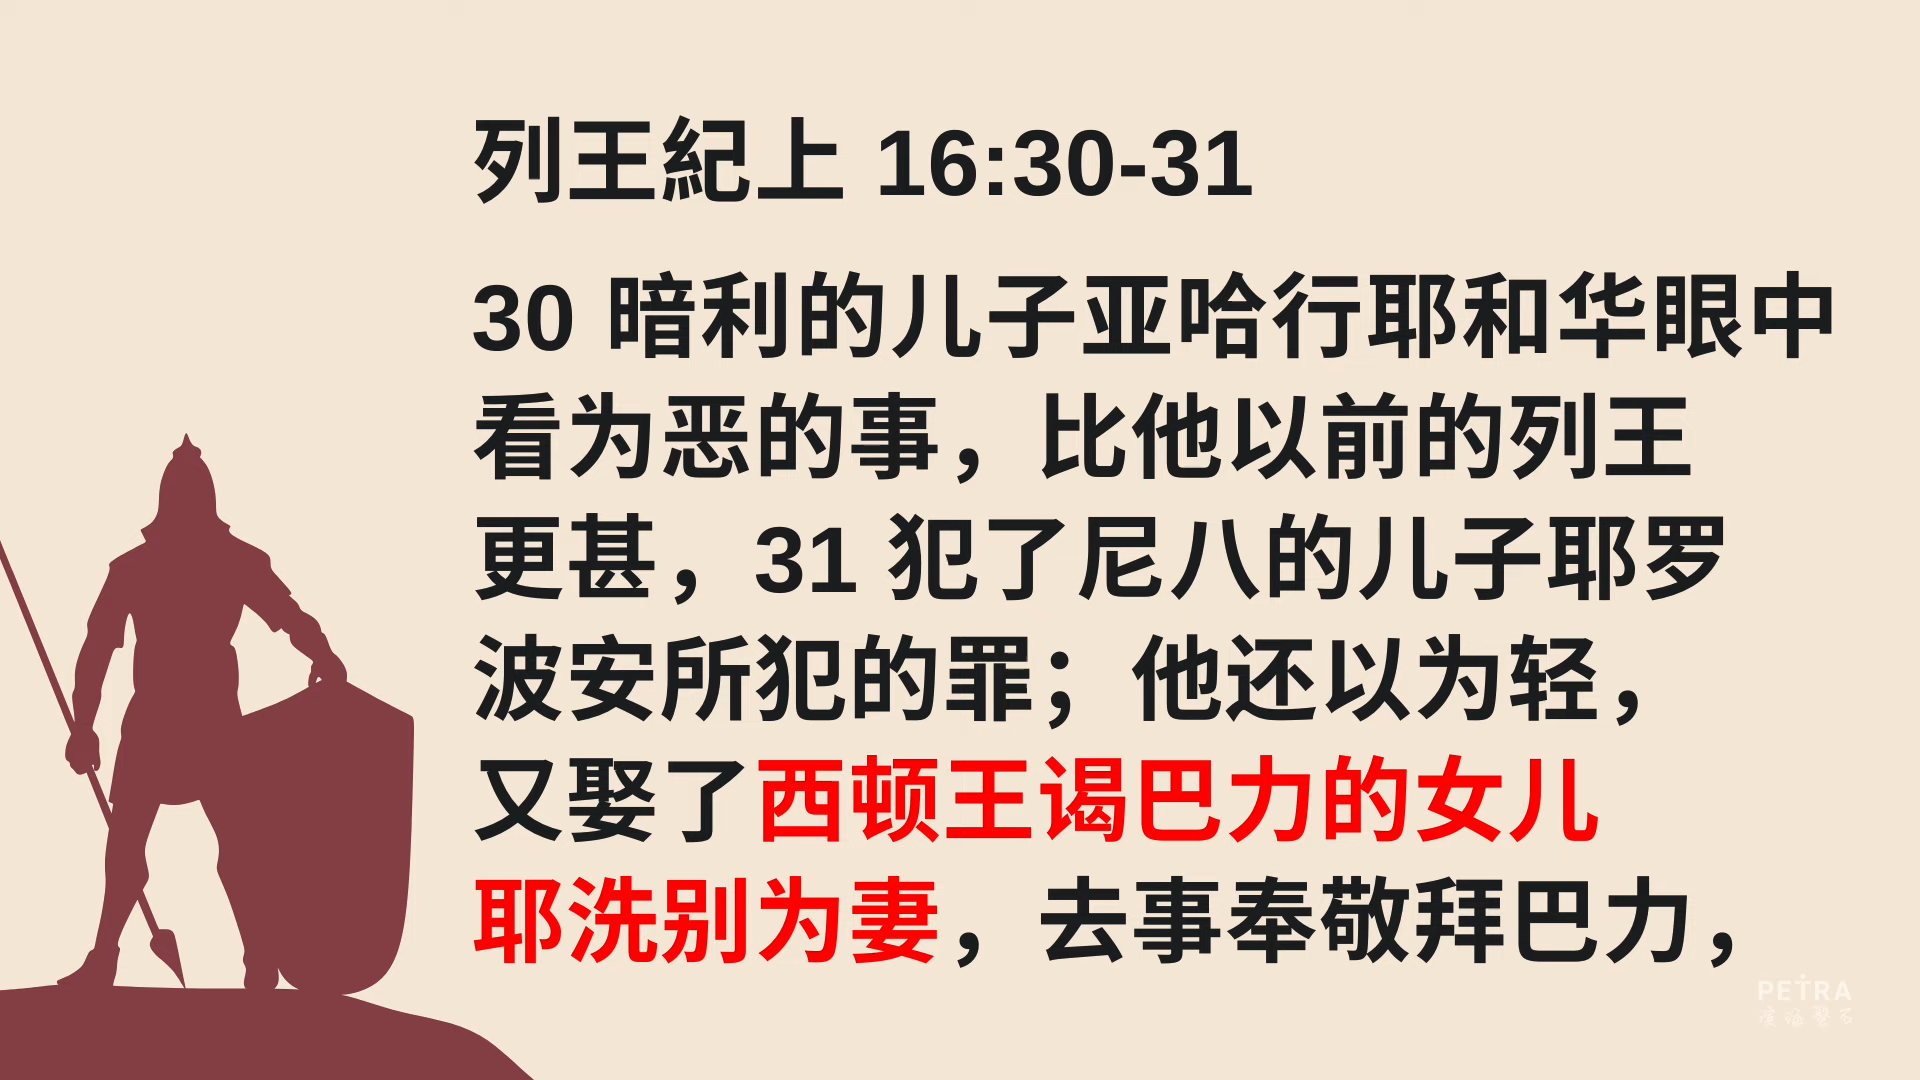 列王紀上 16:30-31
30 暗利的儿子亚哈行耶和华眼中
看为恶的事，比他以前的列王
更甚，31 犯了尼八的儿子耶罗
波安所犯的罪；他还以为轻，
又娶了西顿王谒巴力的女儿
耶洗别为妻，去事奉敬拜巴力，
PETRA